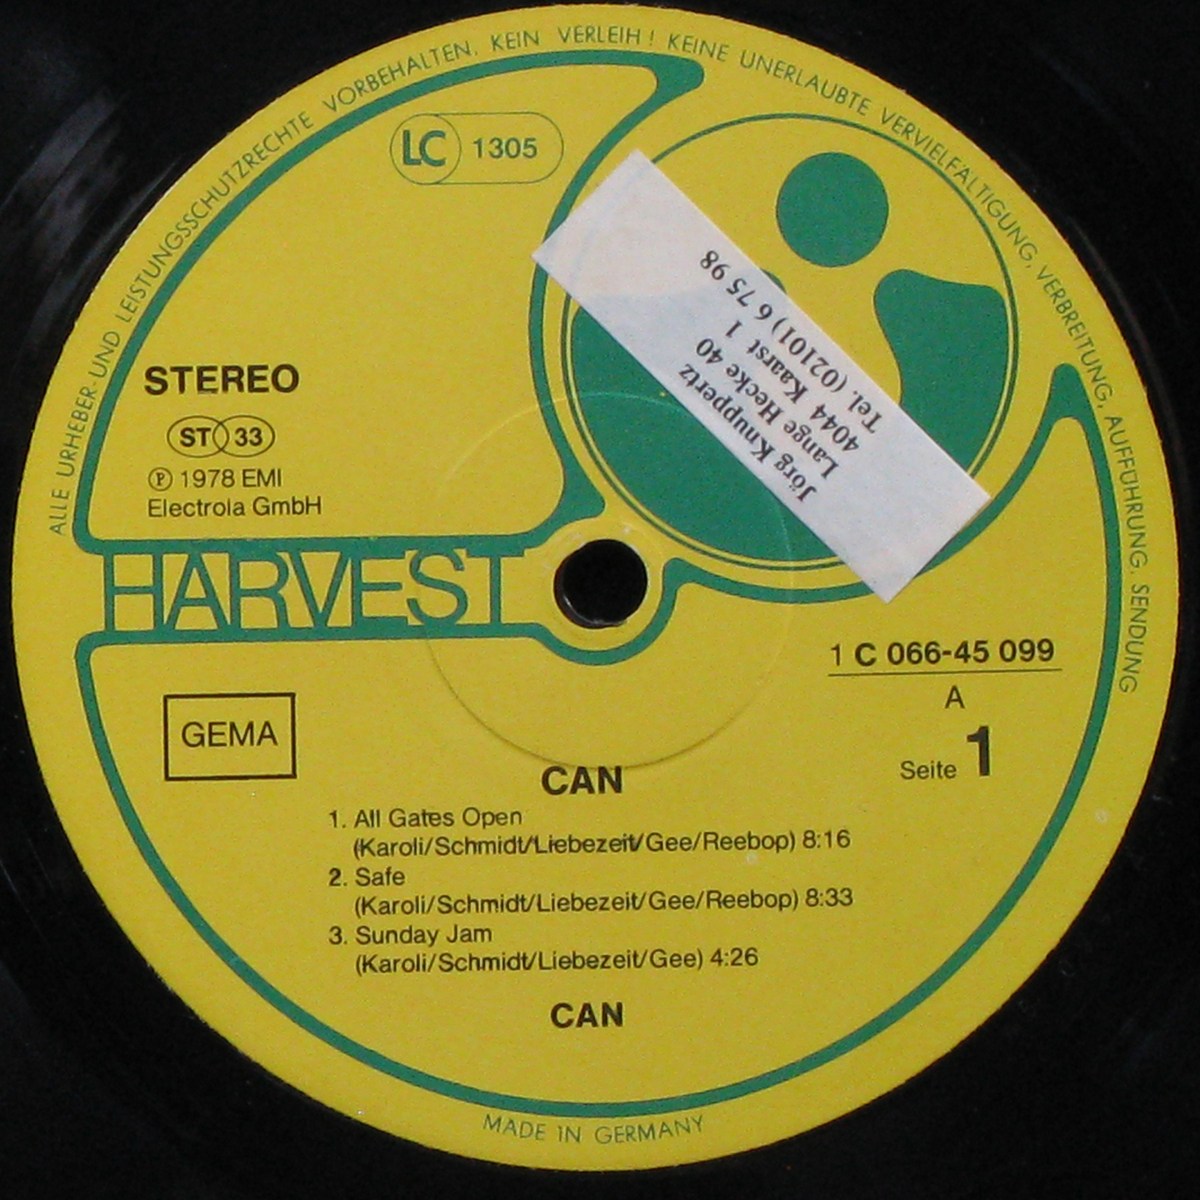 ALLE URHEBER- UND LEISTUNGSSCHUTZRECHTE VORBEHALTEN. KEIN VERLEIH! KEINE UNERLAUBTE VERVIELFÄLTIGUNG, VERBREITUNG, AUFFÜHRUNG, SENDUNG
LC 1305
Jörg Knuppertz
Lange Hecke 40
4044 Kaarst 1
Tel. (02101) 6 75 98
STEREO
ST 33
℗ 1978 EMI
Electrola GmbH
HARVEST
1 C 066-45 099
A
Seite 1
GEMA
CAN
1. All Gates Open
(Karoli/Schmidt/Liebezeit/Gee/Reebop) 8:16
2. Safe
(Karoli/Schmidt/Liebezeit/Gee/Reebop) 8:33
3. Sunday Jam
(Karoli/Schmidt/Liebezeit/Gee) 4:26
CAN
MADE IN GERMANY